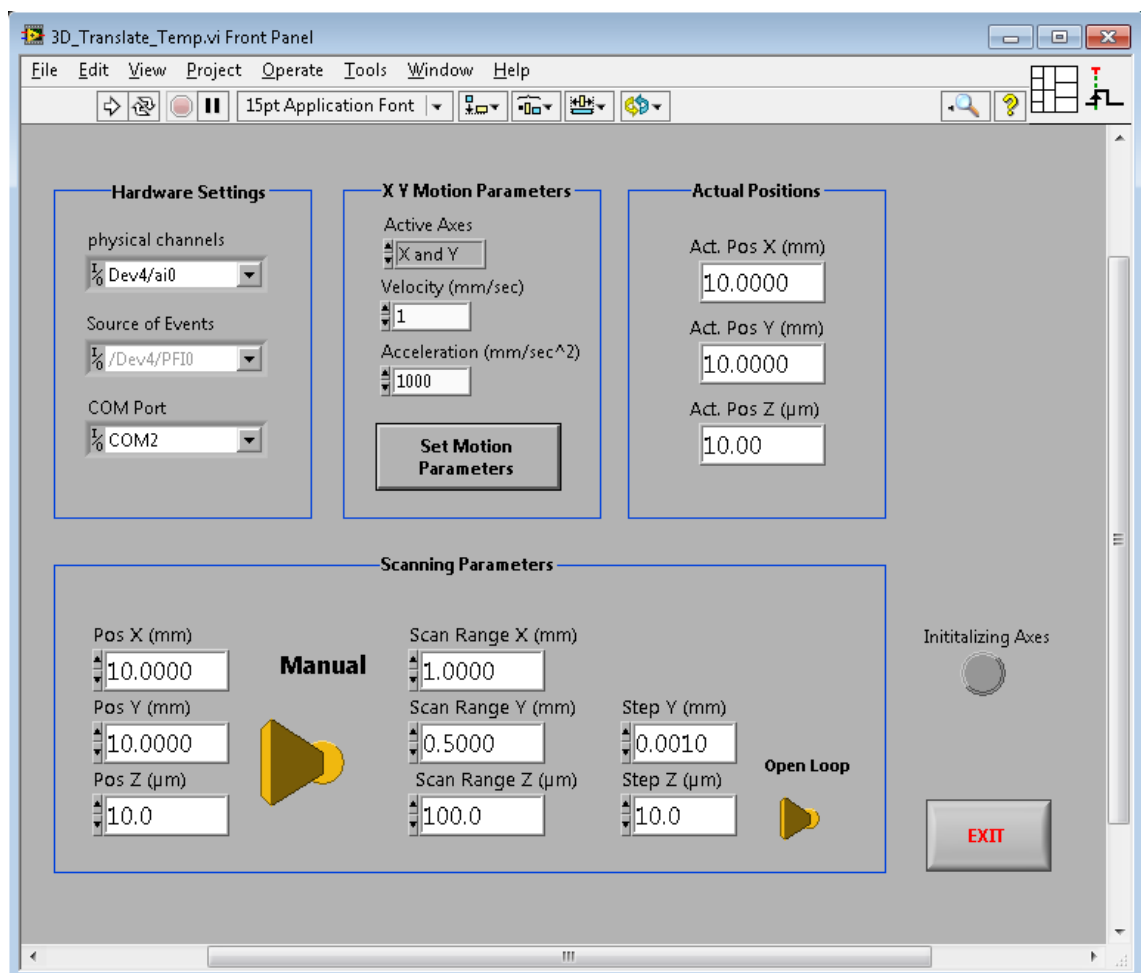 3D_Translate_Temp.vi Front Panel
File Edit View Project Operate Tools Window Help
15pt Application Font
Hardware Settings
physical channels
Dev4/ai0
Source of Events
/Dev4/PFI0
COM Port
COM2
X Y Motion Parameters
Active Axes
X and Y
Velocity (mm/sec)
1
Acceleration (mm/sec^2)
1000
Set Motion
Parameters
Actual Positions
Act. Pos X (mm)
10.0000
Act. Pos Y (mm)
10.0000
Act. Pos Z (µm)
10.00
Scanning Parameters
Pos X (mm)
10.0000
Pos Y (mm)
10.0000
Pos Z (µm)
10.0
Manual
Scan Range X (mm)
1.0000
Scan Range Y (mm)
0.5000
Scan Range Z (µm)
100.0
Step Y (mm)
0.0010
Step Z (µm)
10.0
Open Loop
Inititalizing Axes
EXIT